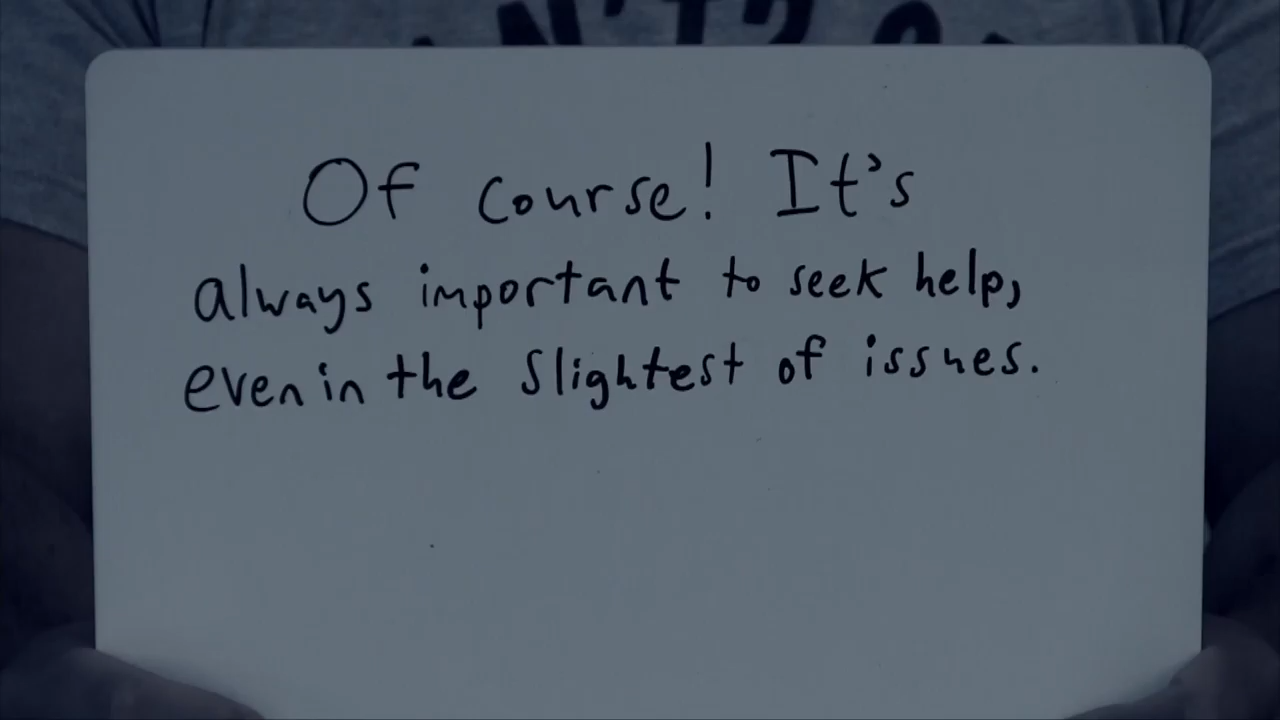 Of course! It's
always important to seek help,
even in the slightest of issues.